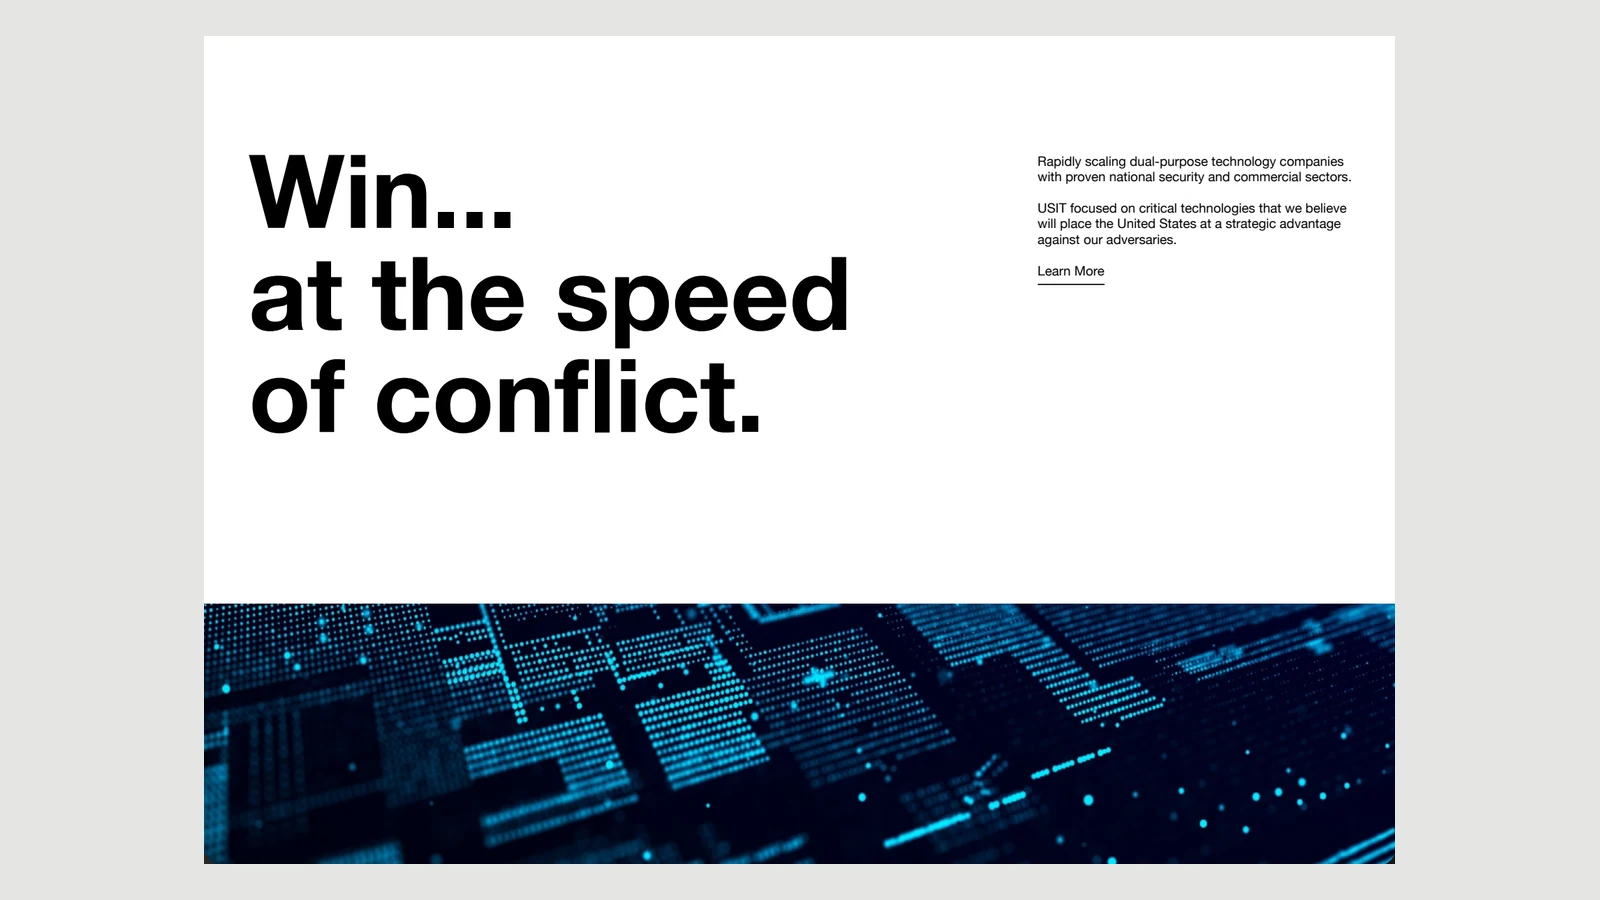 Win...
at the speed
of conflict.
Rapidly scaling dual-purpose technology companies
with proven national security and commercial sectors.
USIT focused on critical technologies that we believe
will place the United States at a strategic advantage
against our adversaries.
Learn More